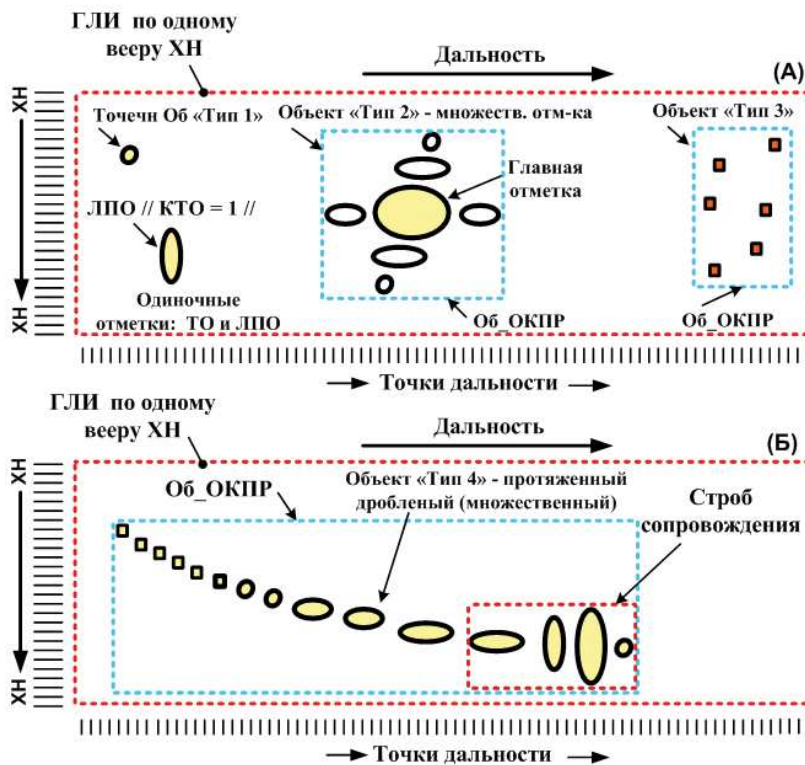 ГЛИ по одному
вееру ХН
Дальность
(А)
ХН
ХН
Точечн Об «Тип 1»
Объект «Тип 2» - множеств. отм-ка
Объект «Тип 3»
Главная
отметка
ЛПО // КТО = 1 //
Одиночные
отметки: ТО и ЛПО
Об_ОКПР
Об_ОКПР
Точки дальности
ГЛИ по одному
вееру ХН
Дальность
(Б)
ХН
ХН
Об_ОКПР
Объект «Тип 4» - протяженный
дробленый (множественный)
Строб
сопровождения
Точки дальности